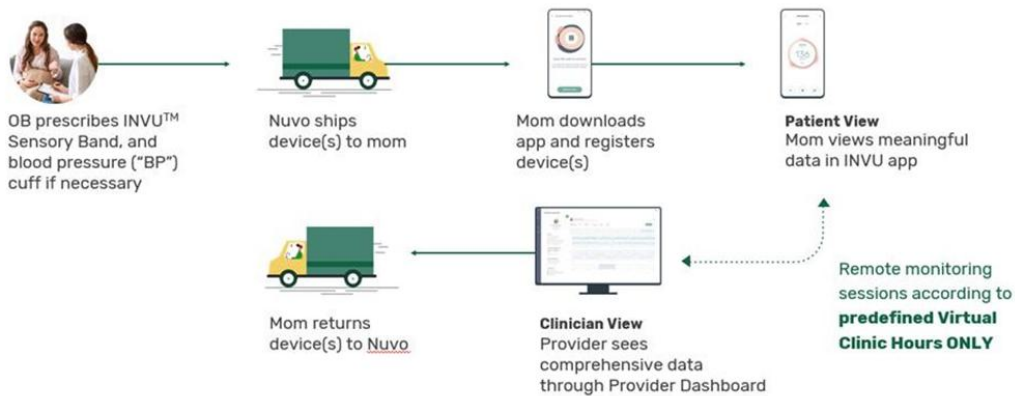 OB prescribes INVU™
Sensory Band, and
blood pressure ("BP")
cuff if necessary
Nuvo ships
device(s) to mom
Mom downloads
app and registers
device(s)
Patient View
Mom views meaningful
data in INVU app
Remote monitoring
sessions according to
predefined Virtual
Clinic Hours ONLY
Clinician View
Provider sees
comprehensive data
through Provider Dashboard
Mom returns
device(s) to Nuvo